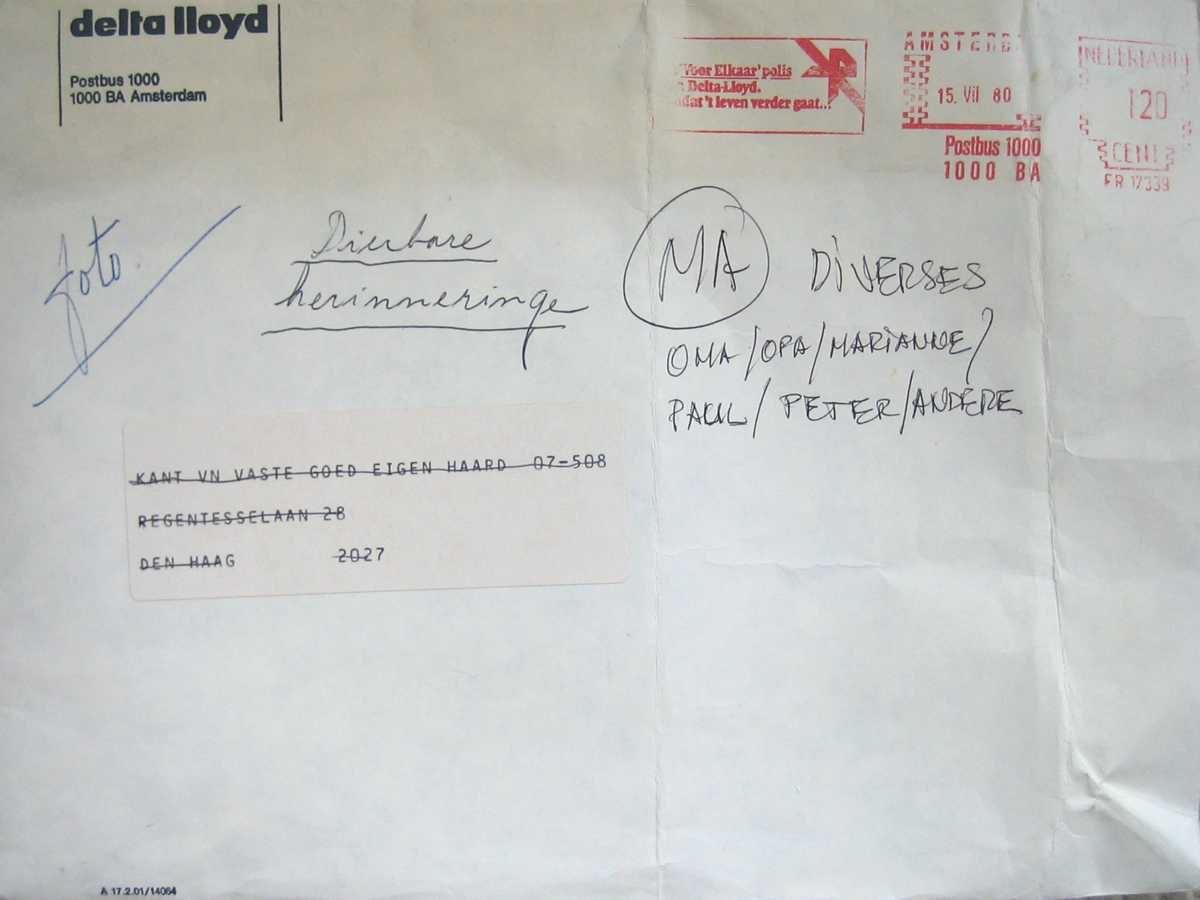 delta lloyd
Postbus 1000
1000 BA Amsterdam
'Voor Elkaar' polis
Delta-Lloyd.
dat 't leven verder gaat..!
AMSTERD
15. VII 80
Postbus 1000
1000 BA
NEDERLAND
120
CENT
FR 17339
foto
Dierbare
herinneringe
MA DIVERSES
OMA/OPA/MARIANNE/
PAUL/PETER/ANDERE
KANT VN VASTE GOED EIGEN HAARD 07-508
REGENTESSELAAN 28
DEN HAAG 2027
A 17.2.01/14064